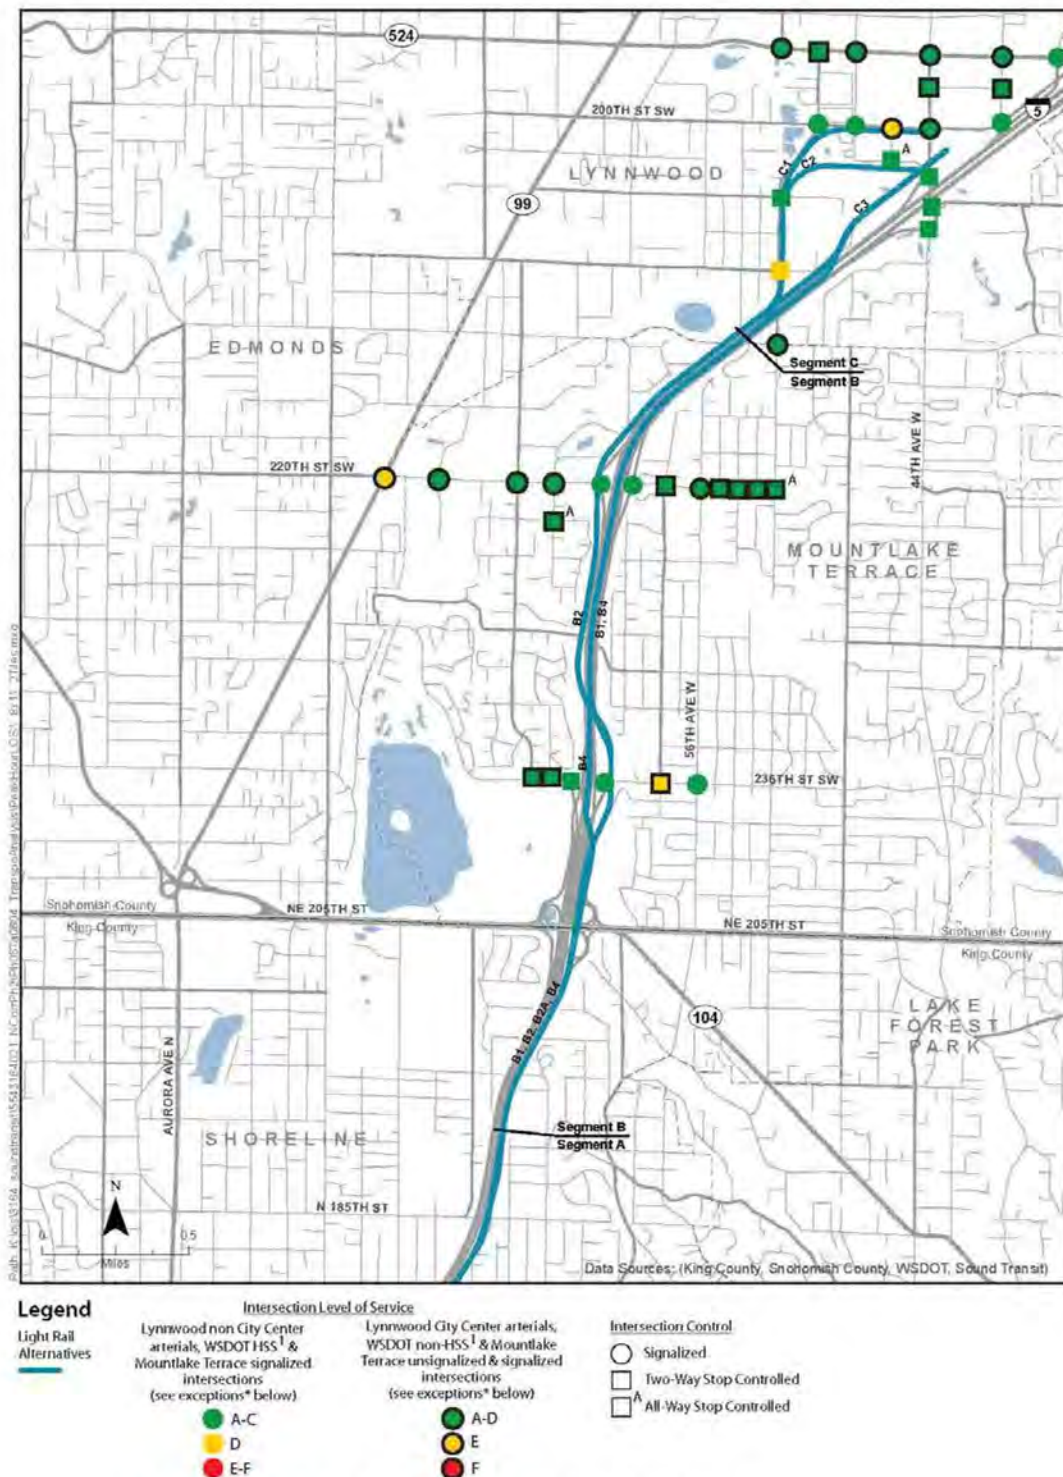 524
5
200TH ST SW
A
LYNNWOOD
C1
C2
C3
99
EDMONDS
Segment C
Segment B
220TH ST SW
A
A
44TH AVE W
MOUNTLAKE
TERRACE
B2
B1, B4
56TH AVE W
B4
236TH ST SW
Snohomish County
King County
NE 205TH ST
NE 205TH ST
Snohomish County
King County
B1, B2, B2A, B4
104
LAKE
FOREST
PARK
AURORA AVE N
Segment B
Segment A
SHORELINE
N
N 185TH ST
0 0.5
Miles
Data Sources: (King County, Snohomish County, WSDOT, Sound Transit)
Legend
Light Rail
Alternatives
Intersection Level of Service
Lynnwood non City Center
arterials, WSDOT HSS1 &
Mountlake Terrace signalized
intersections
(see exceptions* below)
A-C
D
E-F
Lynnwood City Center arterials,
WSDOT non-HSS1 & Mountlake
Terrace unsignalized & signalized
intersections
(see exceptions* below)
A-D
E
F
Intersection Control
Signalized
Two-Way Stop Controlled
A All-Way Stop Controlled